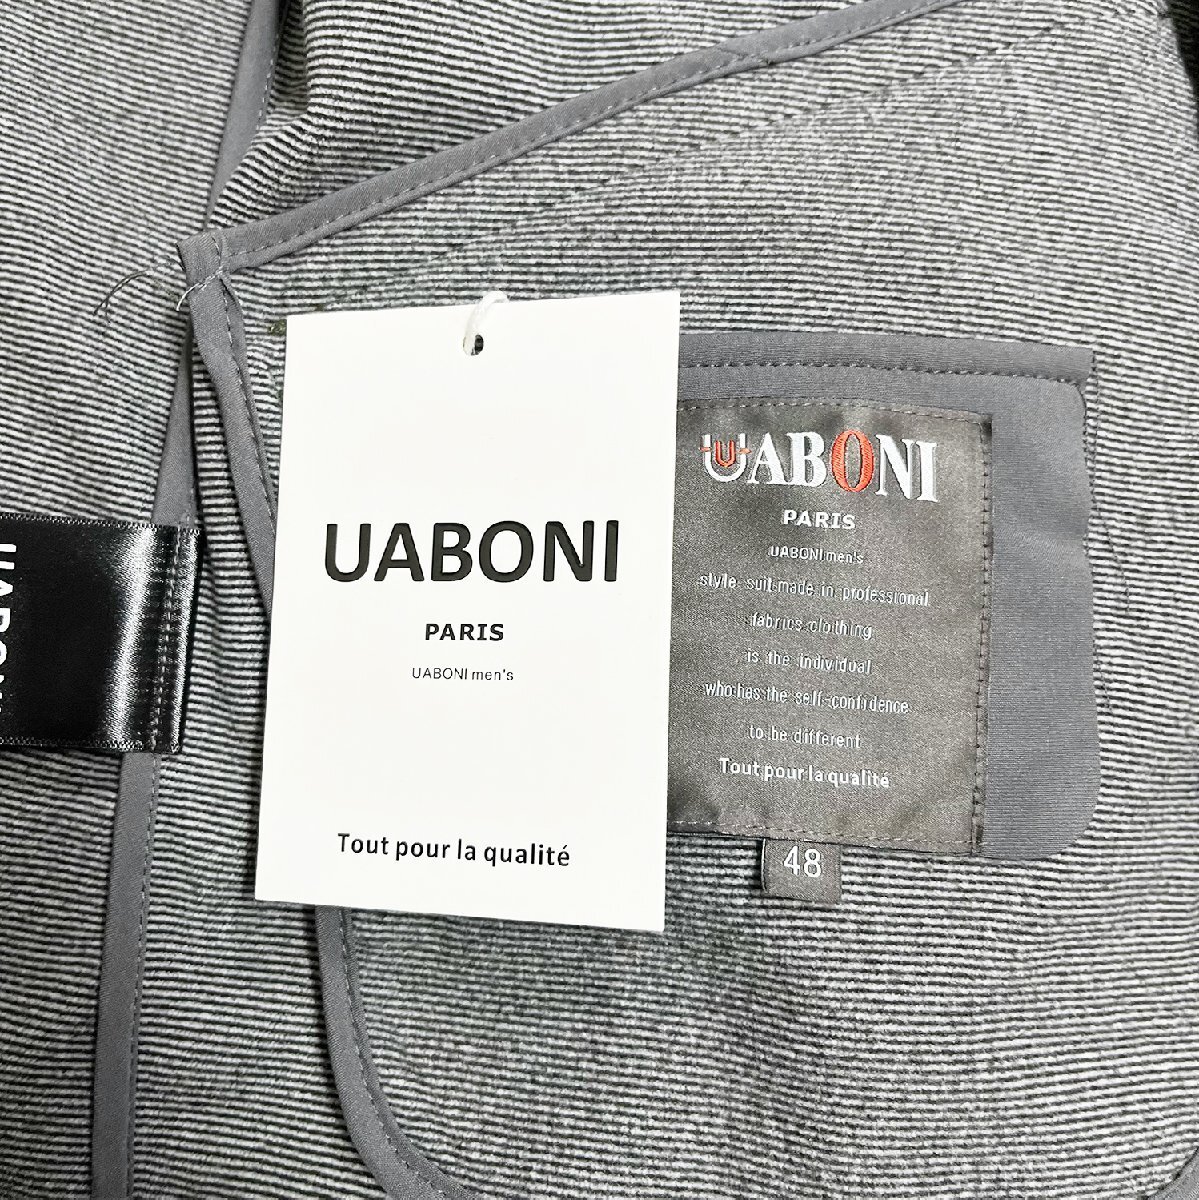 UABONI
PARIS
UABONI men's
Tout pour la qualité
UABONI
PARIS
UABONI men's
style suit made in professional
fabrics clothing
is the individual
who has the self-confidence
to be different
Tout pour la qualité
48
UABONI